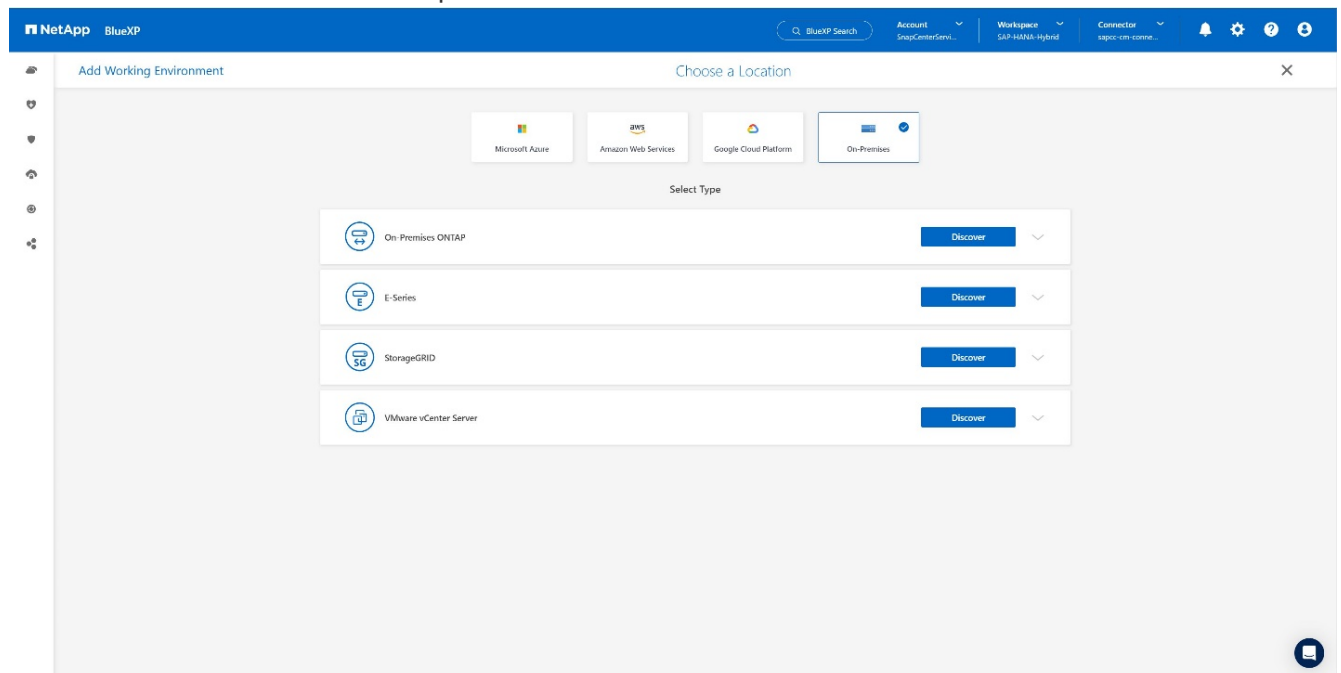 NetApp BlueXP
BlueXP Search
Account
SnapCenterServi...
Workspace
SAP-HANA-Hybrid
Connector
sapcc-cm-conne...
Add Working Environment
Choose a Location
Microsoft Azure
aws
Amazon Web Services
Google Cloud Platform
On-Premises
Select Type
On-Premises ONTAP
Discover
E
E-Series
Discover
SG
StorageGRID
Discover
VMware vCenter Server
Discover